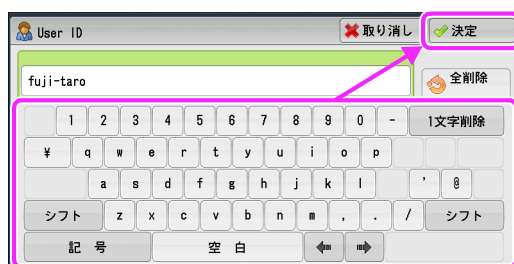 User ID 取り消し 決定
fuji-taro 全削除
1 2 3 4 5 6 7 8 9 0 - 1文字削除
¥ q w e r t y u i o p
a s d f g h j k l ' @
シフト z x c v b n m , . / シフト
記 号 空 白